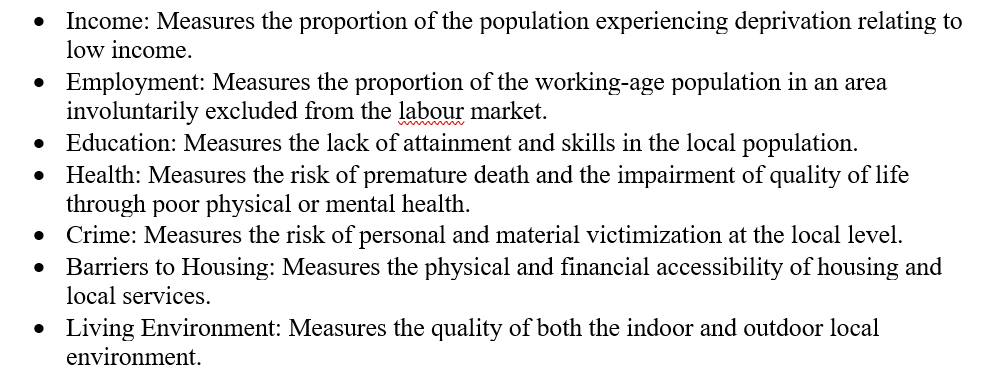 • Income: Measures the proportion of the population experiencing deprivation relating to
low income.
• Employment: Measures the proportion of the working-age population in an area
involuntarily excluded from the labour market.
• Education: Measures the lack of attainment and skills in the local population.
• Health: Measures the risk of premature death and the impairment of quality of life
through poor physical or mental health.
• Crime: Measures the risk of personal and material victimization at the local level.
• Barriers to Housing: Measures the physical and financial accessibility of housing and
local services.
• Living Environment: Measures the quality of both the indoor and outdoor local
environment.